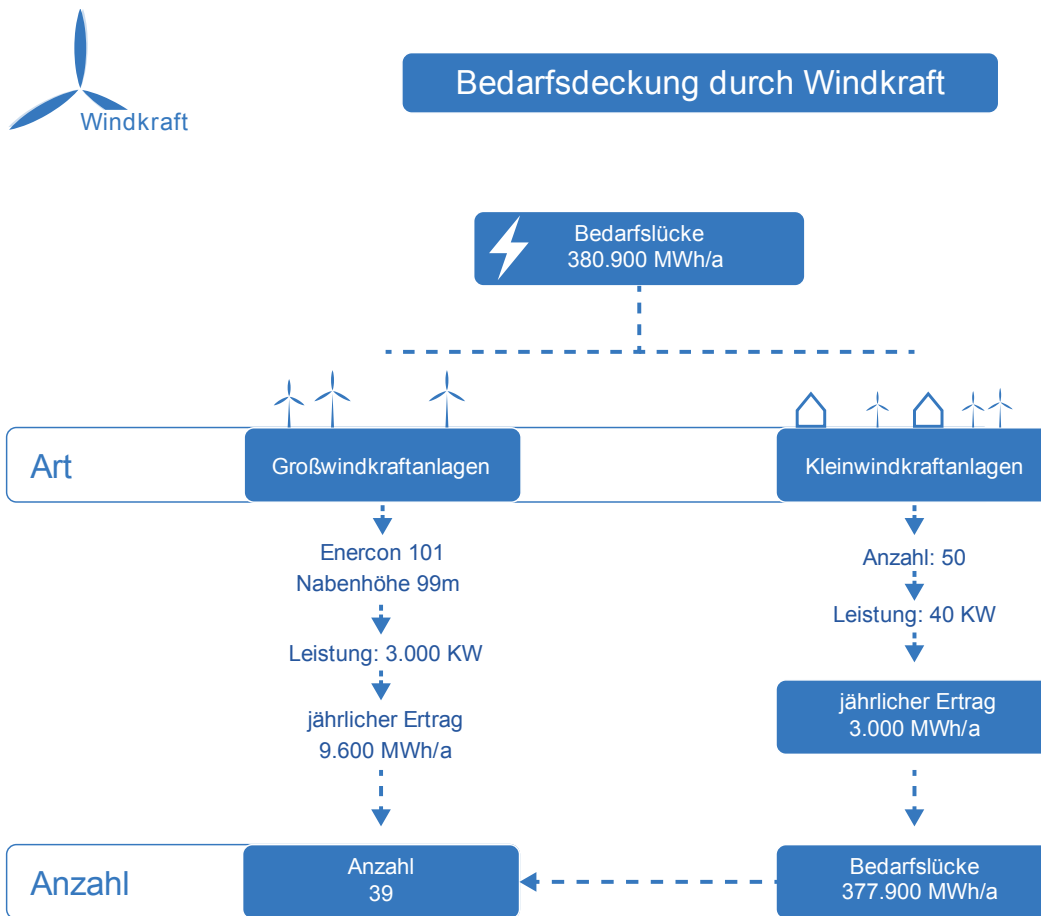 Windkraft
Bedarfsdeckung durch Windkraft
Bedarfslücke
380.900 MWh/a
Art
Großwindkraftanlagen
Kleinwindkraftanlagen
Enercon 101
Nabenhöhe 99m
Leistung: 3.000 KW
jährlicher Ertrag
9.600 MWh/a
Anzahl: 50
Leistung: 40 KW
jährlicher Ertrag
3.000 MWh/a
Anzahl
Anzahl
39
Bedarfslücke
377.900 MWh/a